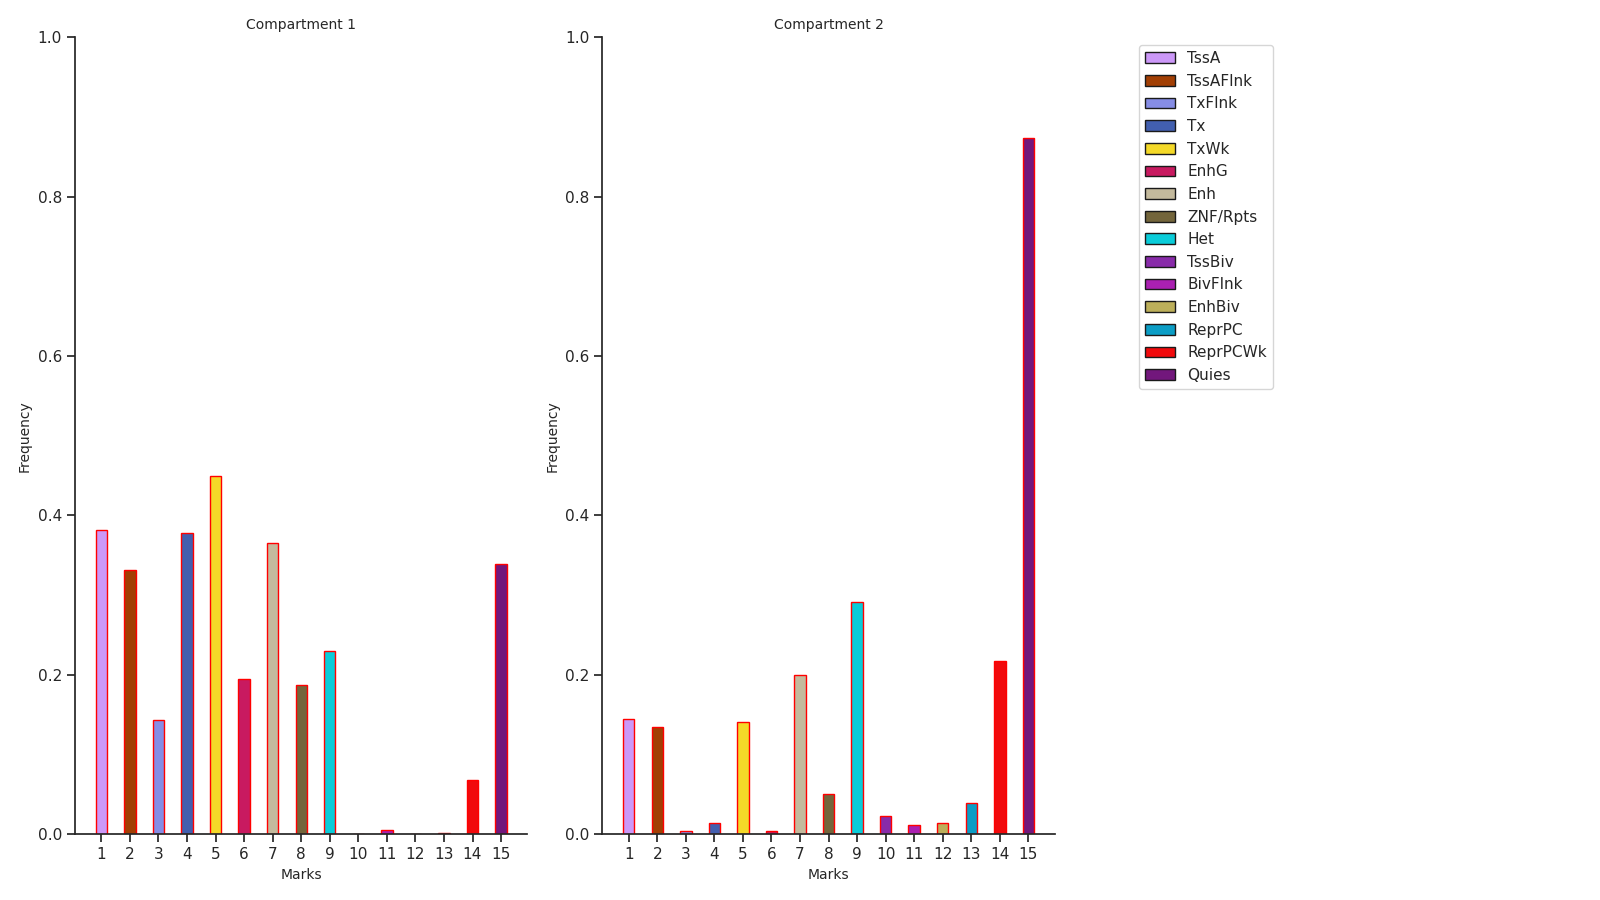 Compartment 1
1.0
0.8
0.6
0.4
0.2
0.0
Frequency
1 2 3 4 5 6 7 8 9 10 11 12 13 14 15
Marks
Compartment 2
1.0
0.8
0.6
0.4
0.2
0.0
Frequency
1 2 3 4 5 6 7 8 9 10 11 12 13 14 15
Marks
TssA
TssAFlnk
TxFlnk
Tx
TxWk
EnhG
Enh
ZNF/Rpts
Het
TssBiv
BivFlnk
EnhBiv
ReprPC
ReprPCWk
Quies